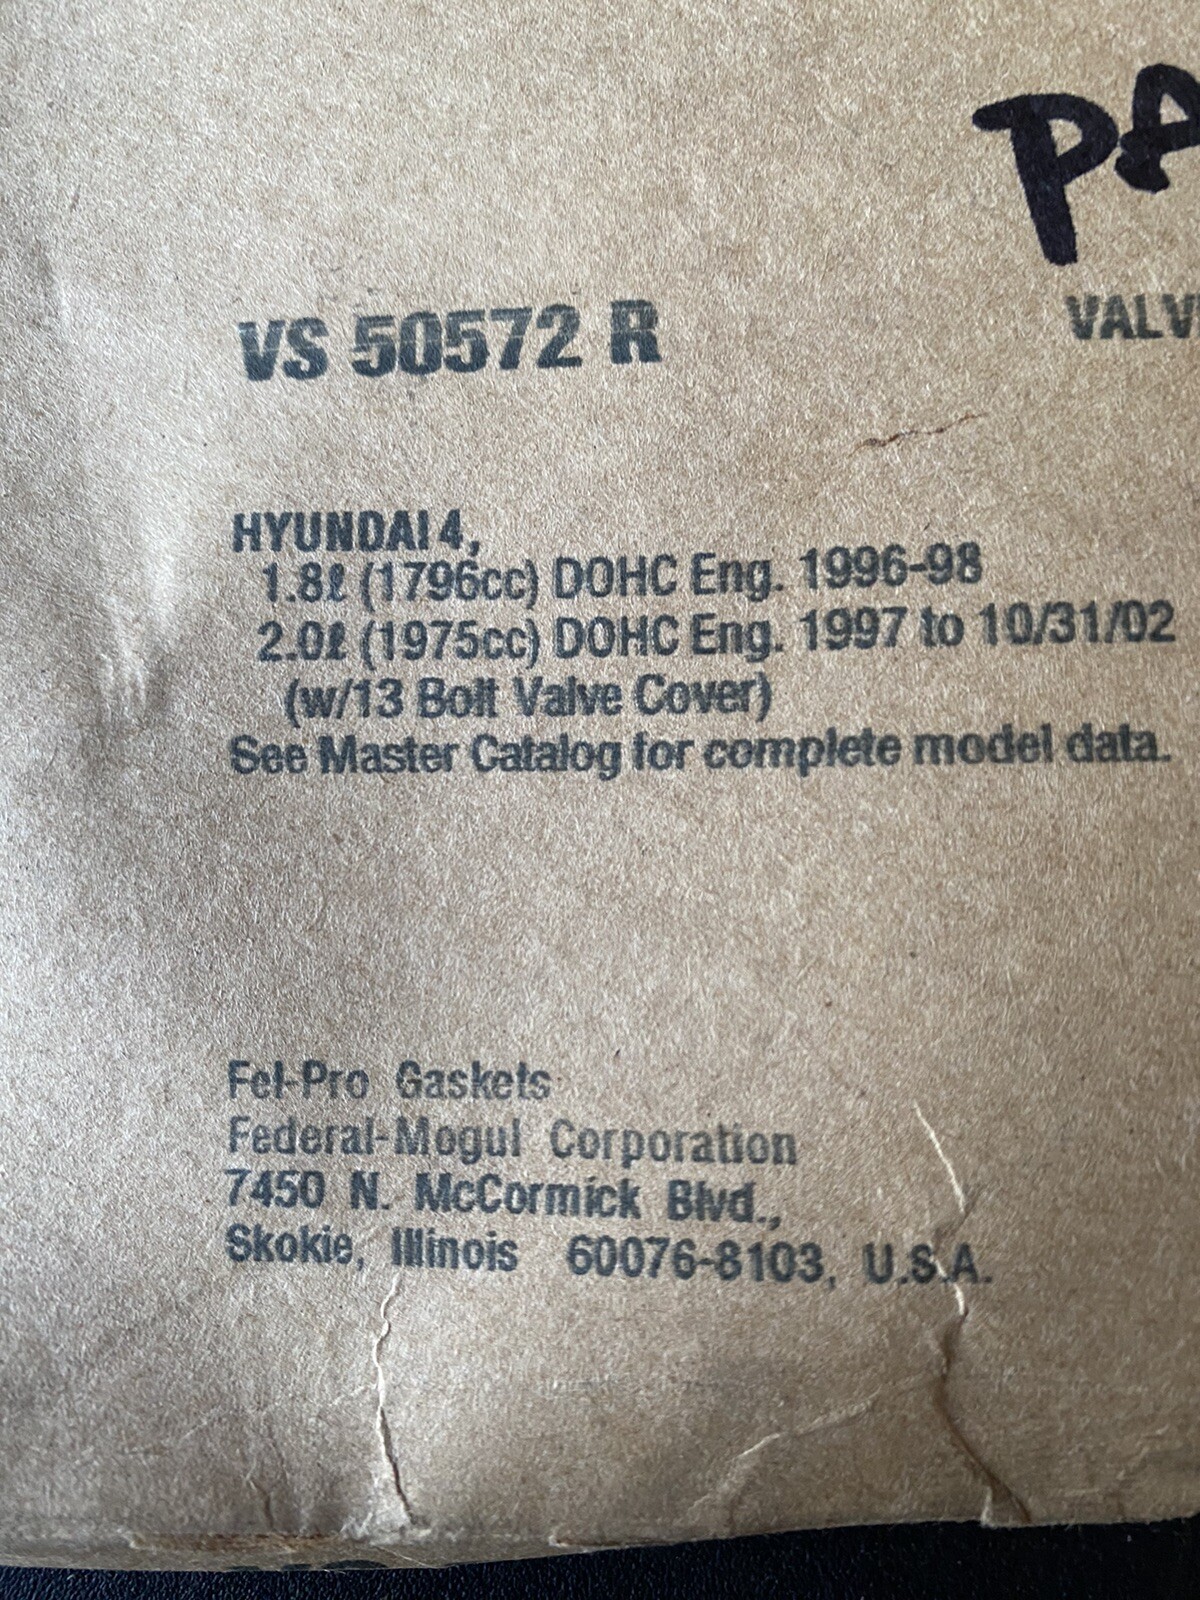 PA
VS 50572 R
VALV
HYUNDAI 4,
1.8ℓ (1796cc) DOHC Eng. 1996-98
2.0ℓ (1975cc) DOHC Eng. 1997 to 10/31/02
(w/13 Bolt Valve Cover)
See Master Catalog for complete model data.
Fel-Pro Gaskets
Federal-Mogul Corporation
7450 N. McCormick Blvd.,
Skokie, Illinois 60076-8103, U.S.A.